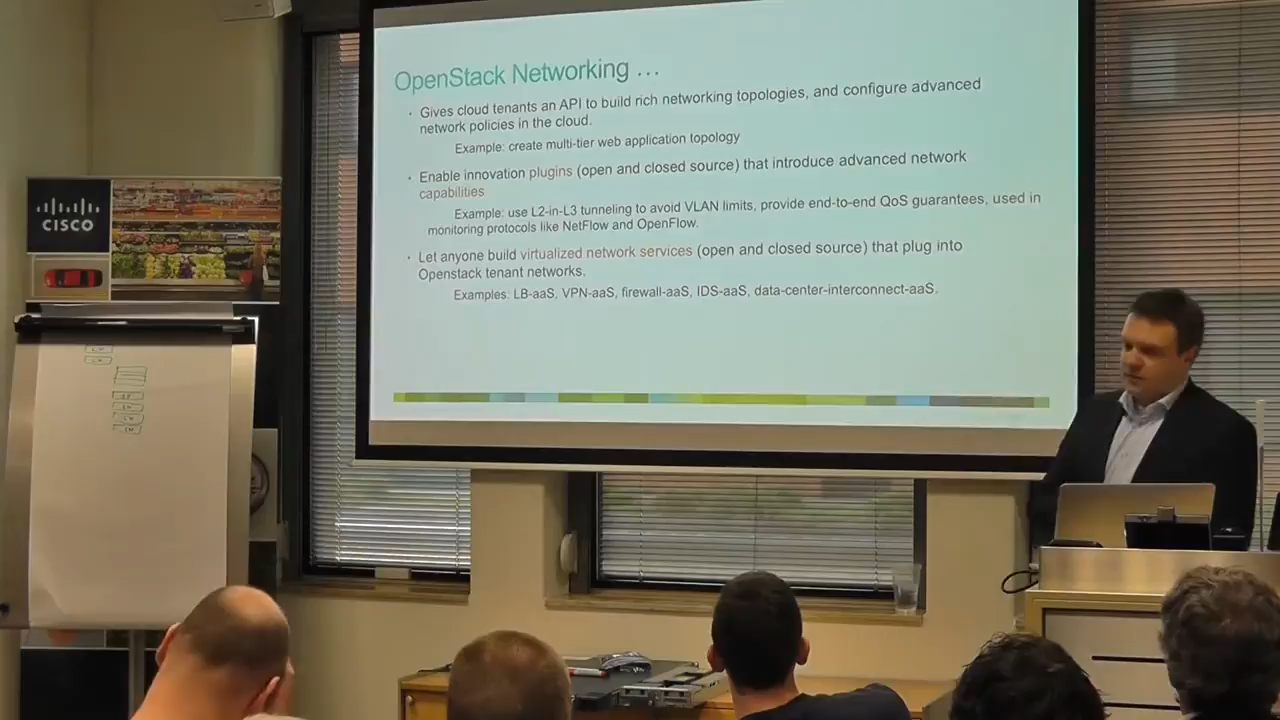 OpenStack Networking ...
· Gives cloud tenants an API to build rich networking topologies, and configure advanced
network policies in the cloud.
Example: create multi-tier web application topology
· Enable innovation plugins (open and closed source) that introduce advanced network
capabilities
Example: use L2-in-L3 tunneling to avoid VLAN limits, provide end-to-end QoS guarantees, used in
monitoring protocols like NetFlow and OpenFlow.
· Let anyone build virtualized network services (open and closed source) that plug into
Openstack tenant networks.
Examples: LB-aaS, VPN-aaS, firewall-aaS, IDS-aaS, data-center-interconnect-aaS.
CISCO